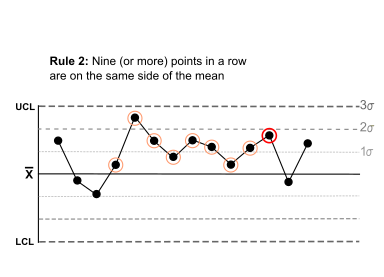 Rule 2: Nine (or more) points in a row
are on the same side of the mean
UCL
3σ
2σ
1σ
X̅
LCL